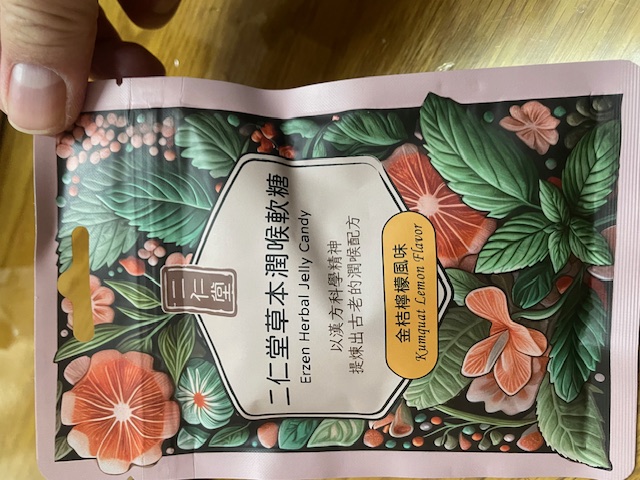 二仁堂
二仁堂草本潤喉軟糖
Erzen Herbal Jelly Candy
以漢方科學精神
提煉出古老的潤喉配方
金桔檸檬風味
Kumquat Lemon Flavor